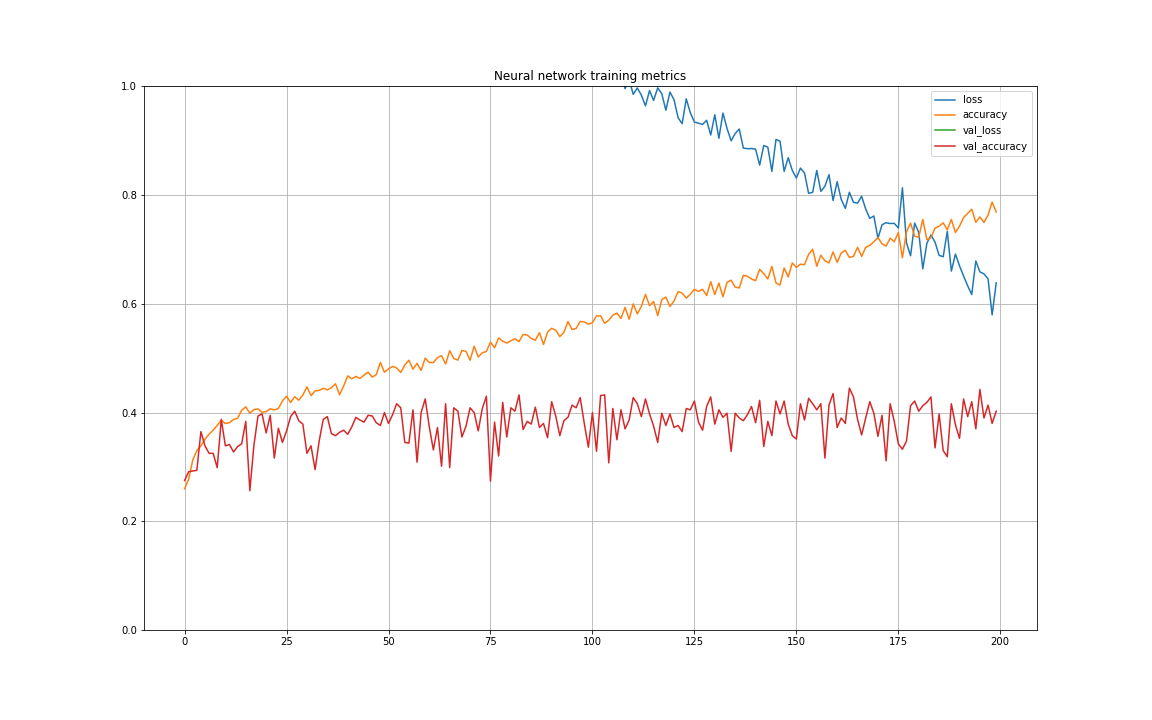 Neural network training metrics
1.0
loss
accuracy
val_loss
val_accuracy
0.8
0.6
0.4
0.2
0.0
0 25 50 75 100 125 150 175 200